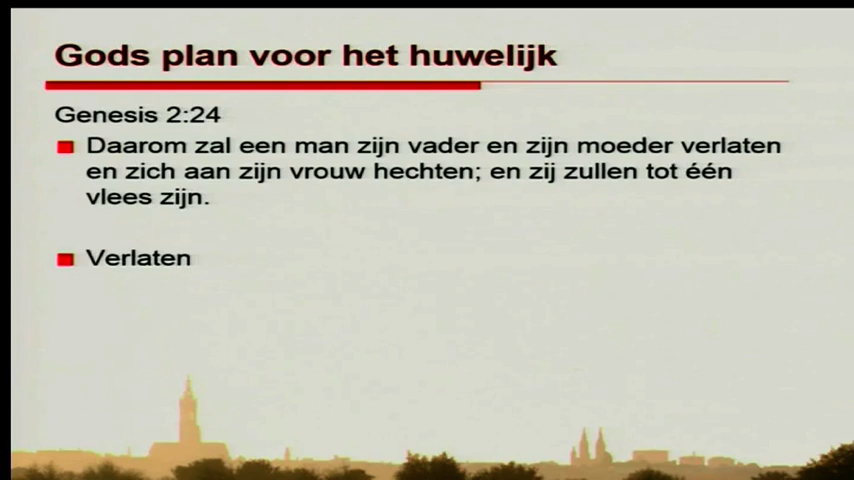 Gods plan voor het huwelijk
Genesis 2:24
Daarom zal een man zijn vader en zijn moeder verlaten
en zich aan zijn vrouw hechten; en zij zullen tot één
vlees zijn.
Verlaten